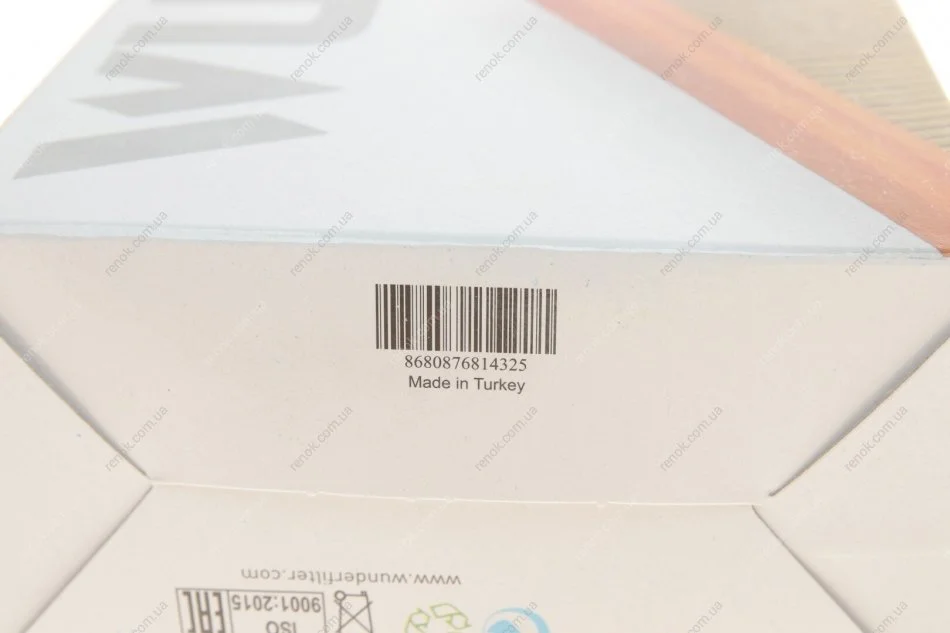 WU
8680876814325
Made in Turkey
www.wunderfilter.com
EAC
ISO
9001:2015
renok.com.ua